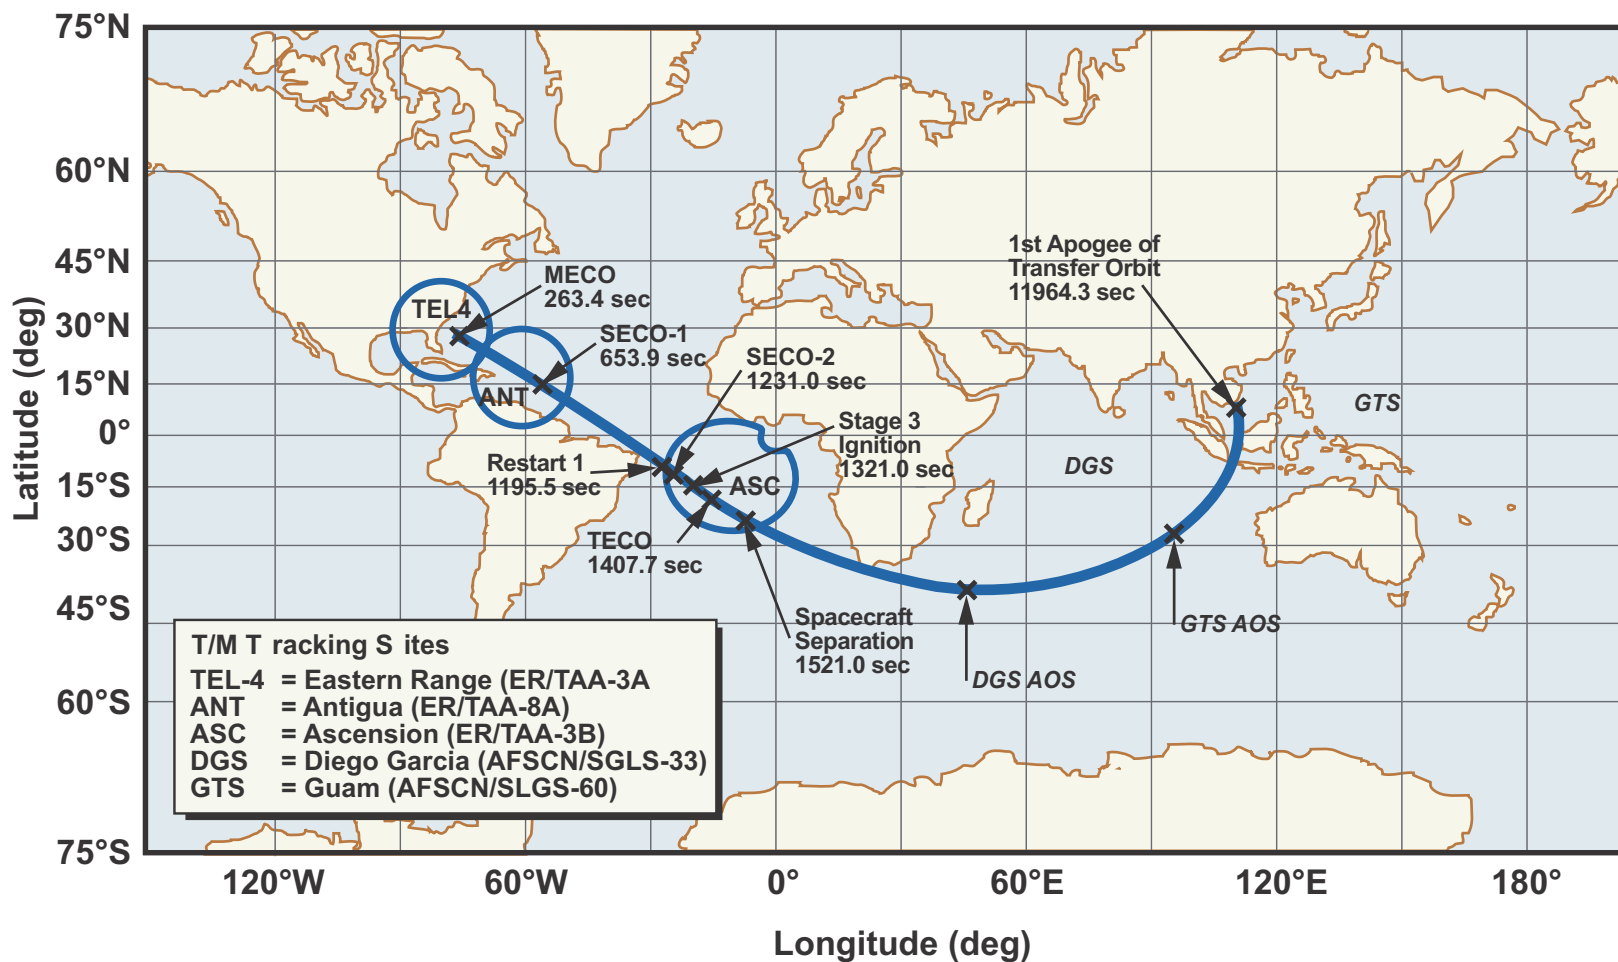 75°N
60°N
45°N
30°N
15°N
0°
15°S
30°S
45°S
60°S
75°S
Latitude (deg)
120°W
60°W
0°
60°E
120°E
180°
Longitude (deg)
TEL4
MECO
263.4 sec
ANT
SECO-1
653.9 sec
SECO-2
1231.0 sec
Restart 1
1195.5 sec
Stage 3
Ignition
1321.0 sec
ASC
TECO
1407.7 sec
Spacecraft
Separation
1521.0 sec
DGS
DGS AOS
GTS AOS
GTS
1st Apogee of
Transfer Orbit
11964.3 sec
T/M T racking S ites
TEL-4 = Eastern Range (ER/TAA-3A
ANT = Antigua (ER/TAA-8A)
ASC = Ascension (ER/TAA-3B)
DGS = Diego Garcia (AFSCN/SGLS-33)
GTS = Guam (AFSCN/SLGS-60)